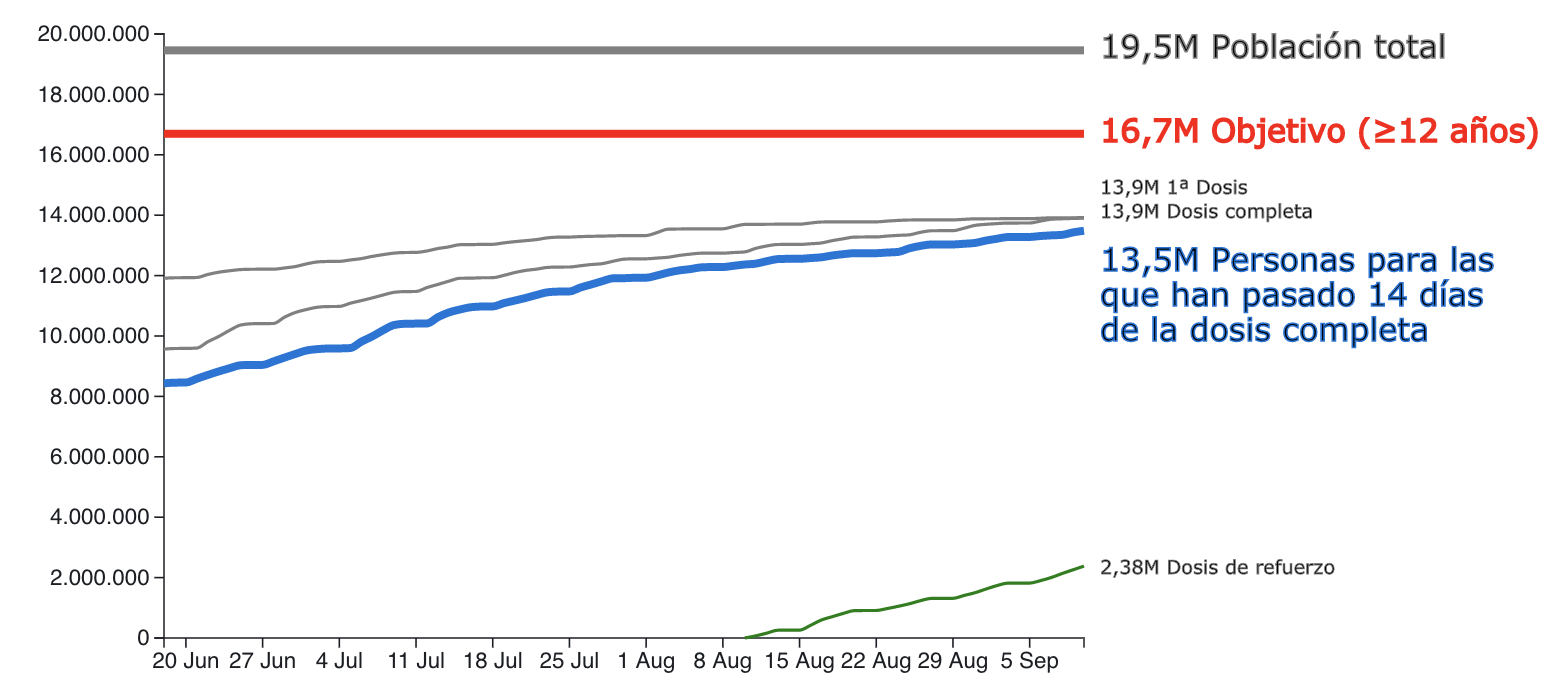 20.000.000
18.000.000
16.000.000
14.000.000
12.000.000
10.000.000
8.000.000
6.000.000
4.000.000
2.000.000
0
20 Jun 27 Jun 4 Jul 11 Jul 18 Jul 25 Jul 1 Aug 8 Aug 15 Aug 22 Aug 29 Aug 5 Sep
19,5M Población total
16,7M Objetivo (≥12 años)
13,9M 1ª Dosis
13,9M Dosis completa
13,5M Personas para las
que han pasado 14 días
de la dosis completa
2,38M Dosis de refuerzo